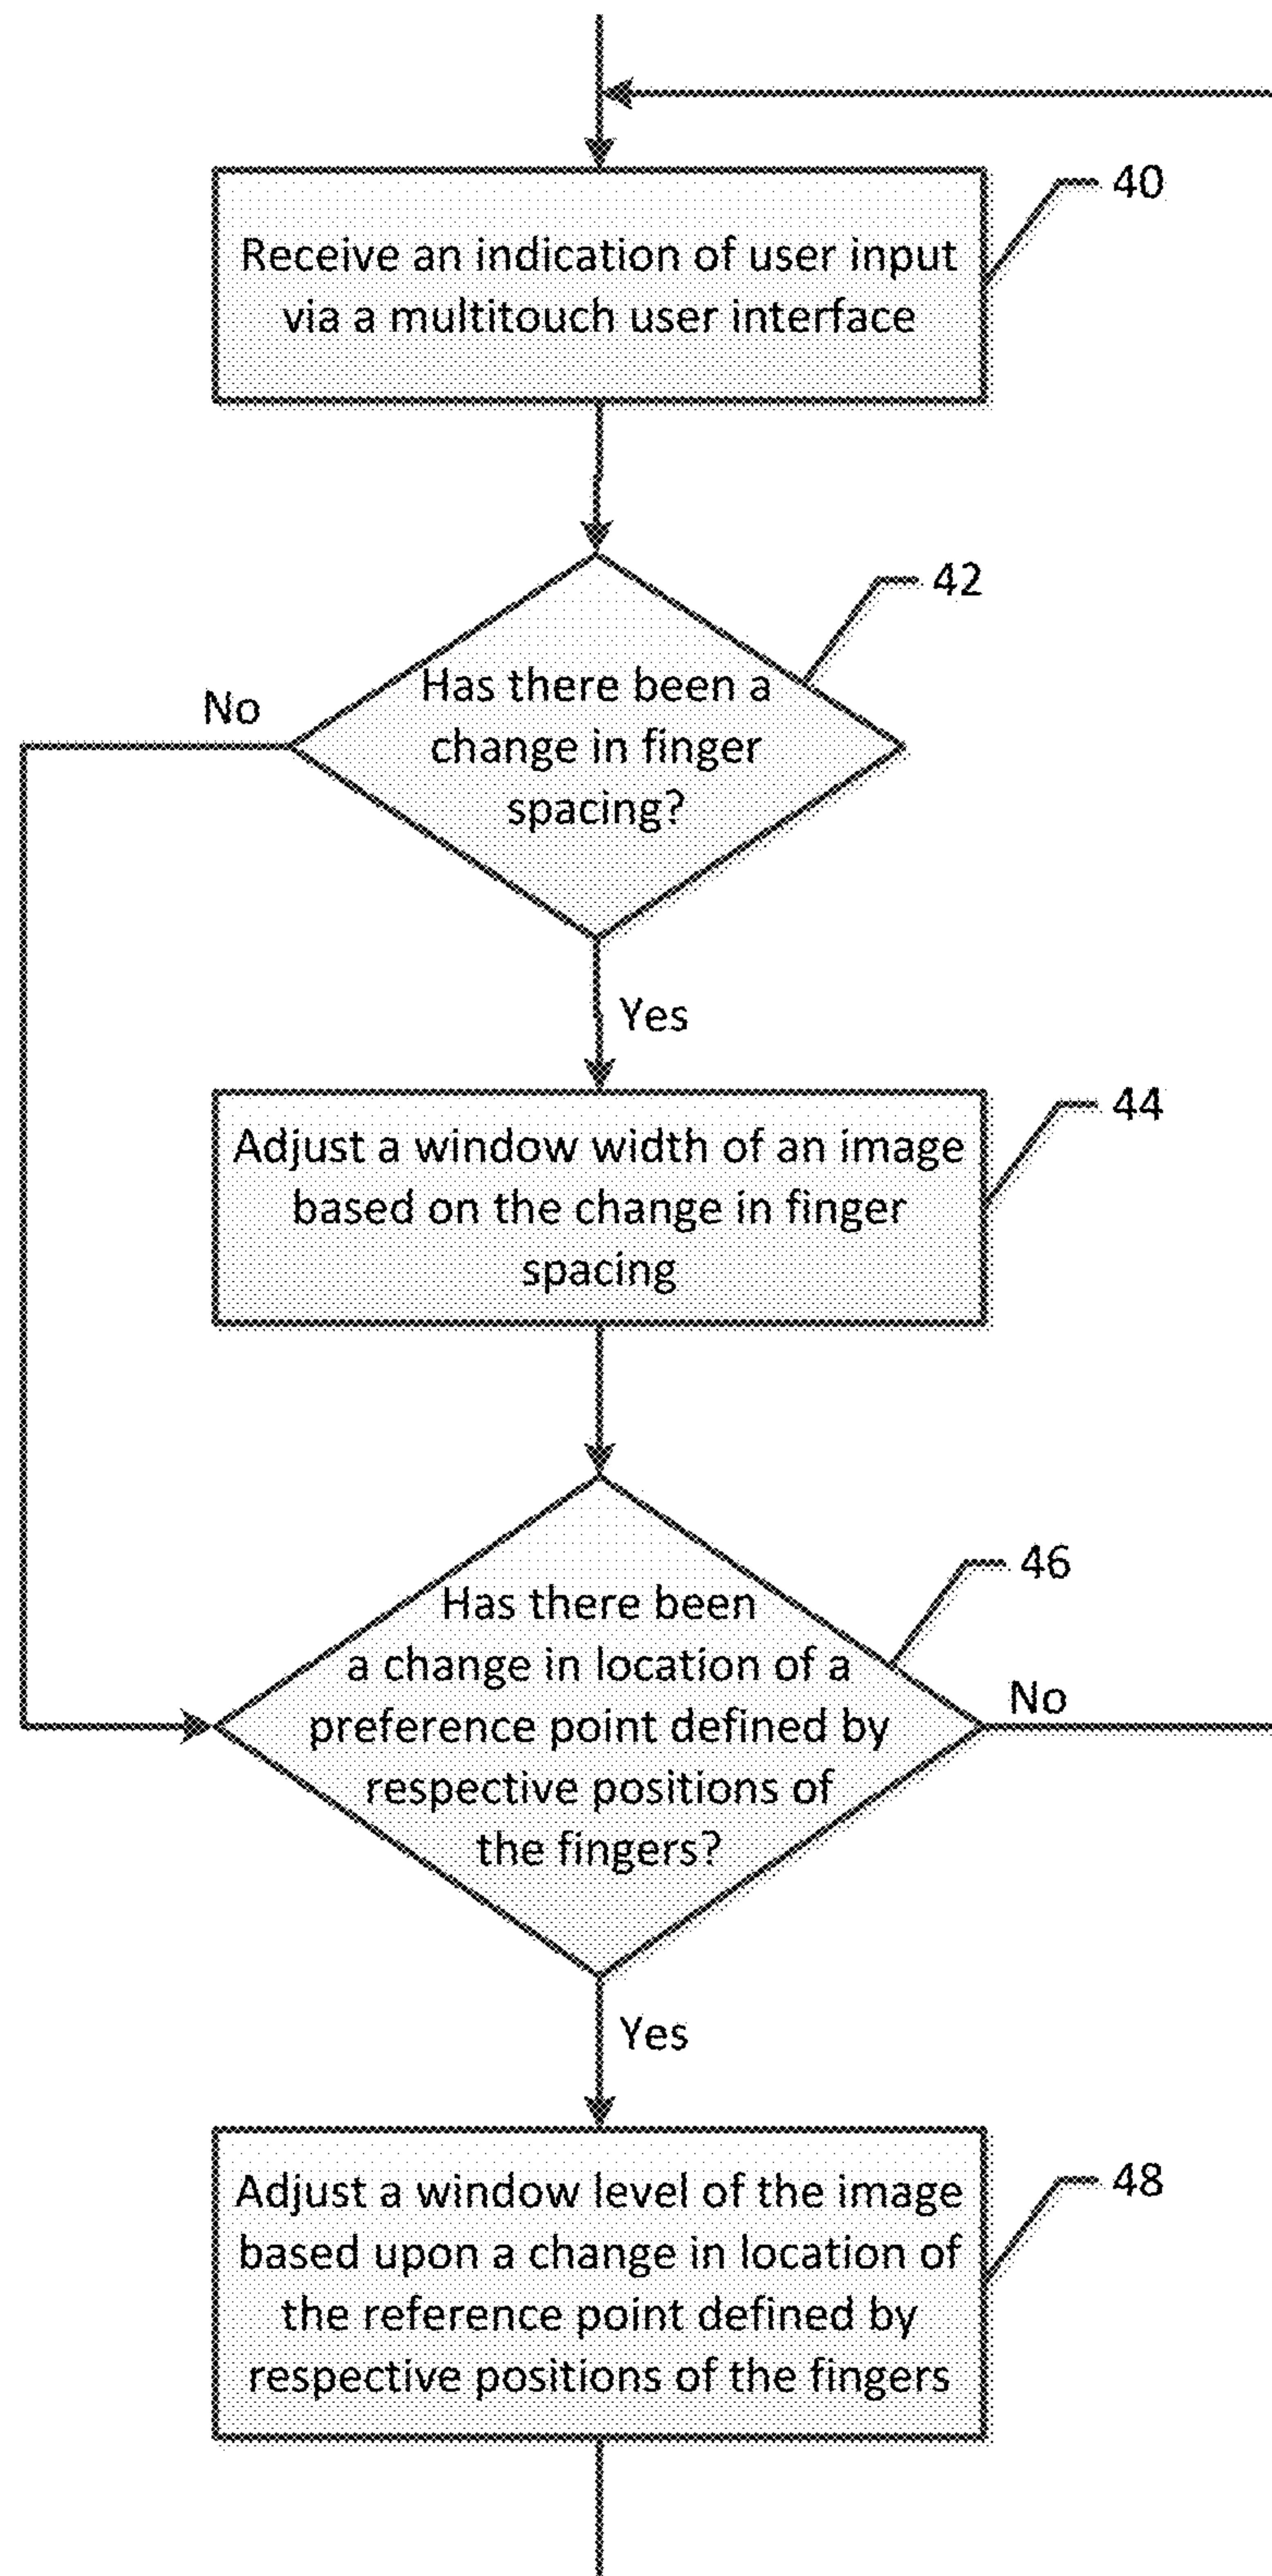 40
Receive an indication of user input
via a multitouch user interface
42
Has there been a
change in finger
spacing?
No
Yes
44
Adjust a window width of an image
based on the change in finger
spacing
46
Has there been
a change in location of a
preference point defined by
respective positions of
the fingers?
No
Yes
48
Adjust a window level of the image
based upon a change in location of
the reference point defined by
respective positions of the fingers